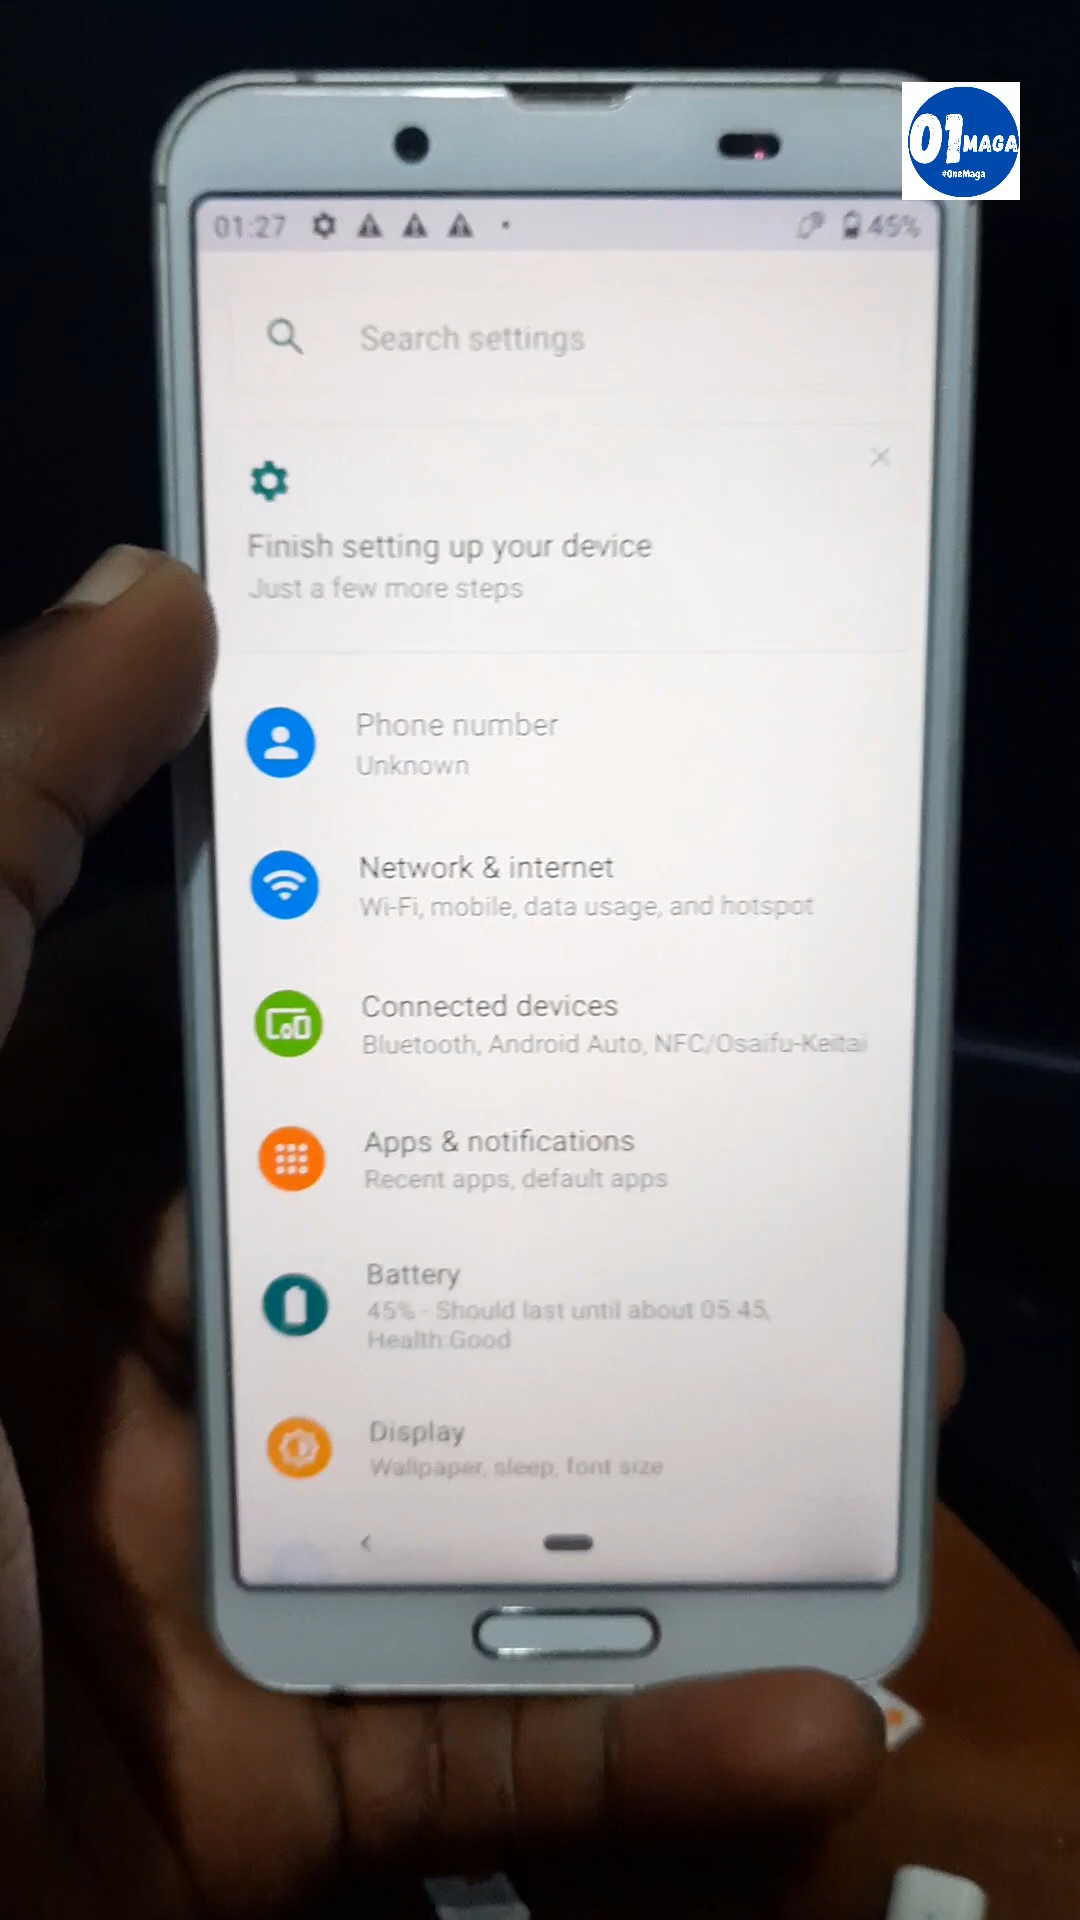 01 MAGA
#OneMaga
01:27
45%
Search settings
Finish setting up your device
Just a few more steps
Phone number
Unknown
Network & internet
Wi-Fi, mobile, data usage, and hotspot
Connected devices
Bluetooth, Android Auto, NFC/Osaifu-Keitai
Apps & notifications
Recent apps, default apps
Battery
45% - Should last until about 05:45,
Health:Good
Display
Wallpaper, sleep, font size